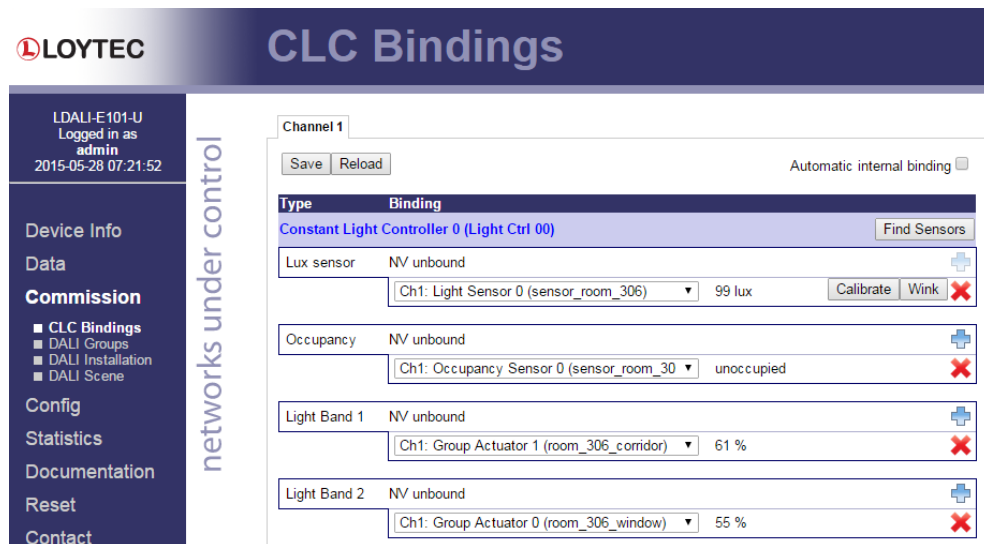 LOYTEC
CLC Bindings
LDALI-E101-U
Logged in as
admin
2015-05-28 07:21:52
Device Info
Data
Commission
CLC Bindings
DALI Groups
DALI Installation
DALI Scene
Config
Statistics
Documentation
Reset
Contact
networks under control
Channel 1
Save Reload Automatic internal binding
Type Binding
Constant Light Controller 0 (Light Ctrl 00) Find Sensors
Lux sensor NV unbound
Ch1: Light Sensor 0 (sensor_room_306) 99 lux Calibrate Wink
Occupancy NV unbound
Ch1: Occupancy Sensor 0 (sensor_room_30 unoccupied
Light Band 1 NV unbound
Ch1: Group Actuator 1 (room_306_corridor) 61 %
Light Band 2 NV unbound
Ch1: Group Actuator 0 (room_306_window) 55 %